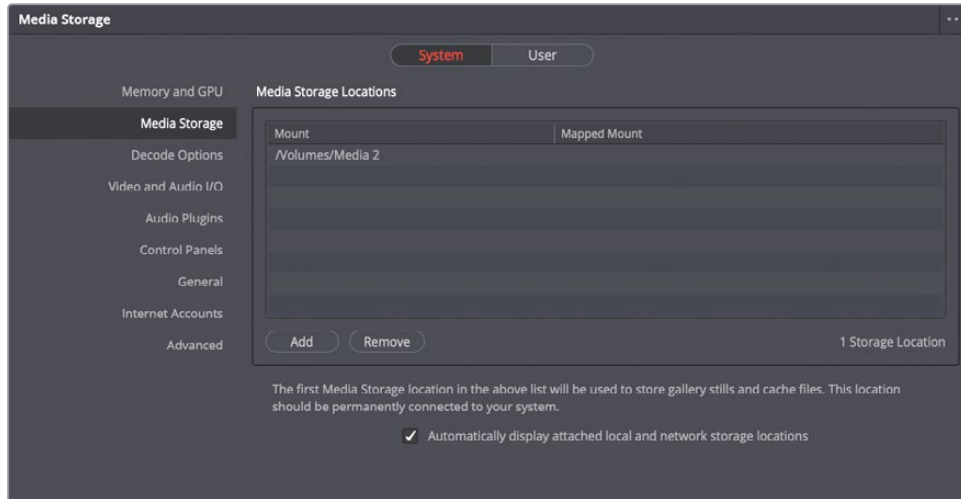 Media Storage
System
User
Memory and GPU
Media Storage
Decode Options
Video and Audio I/O
Audio Plugins
Control Panels
General
Internet Accounts
Advanced
Media Storage Locations
Mount
Mapped Mount
/Volumes/Media 2
Add
Remove
1 Storage Location
The first Media Storage location in the above list will be used to store gallery stills and cache files. This location
should be permanently connected to your system.
Automatically display attached local and network storage locations